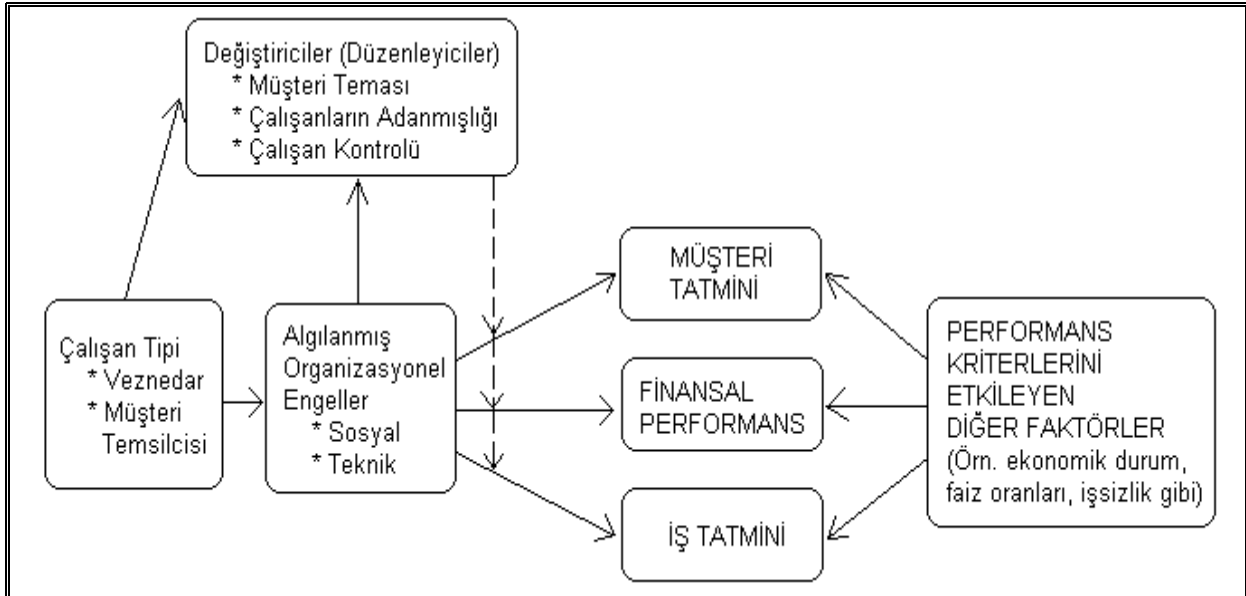 Değiştiriciler (Düzenleyiciler)
* Müşteri Teması
* Çalışanların Adanmışlığı
* Çalışan Kontrolü
Çalışan Tipi
* Veznedar
* Müşteri
Temsilcisi
Algılanmış
Organizasyonel
Engeller
* Sosyal
* Teknik
MÜŞTERİ
TATMİNİ
FİNANSAL
PERFORMANS
İŞ TATMİNİ
PERFORMANS
KRİTERLERİNİ
ETKİLEYEN
DİĞER FAKTÖRLER
(Örn. ekonomik durum,
faiz oranları, işsizlik gibi)